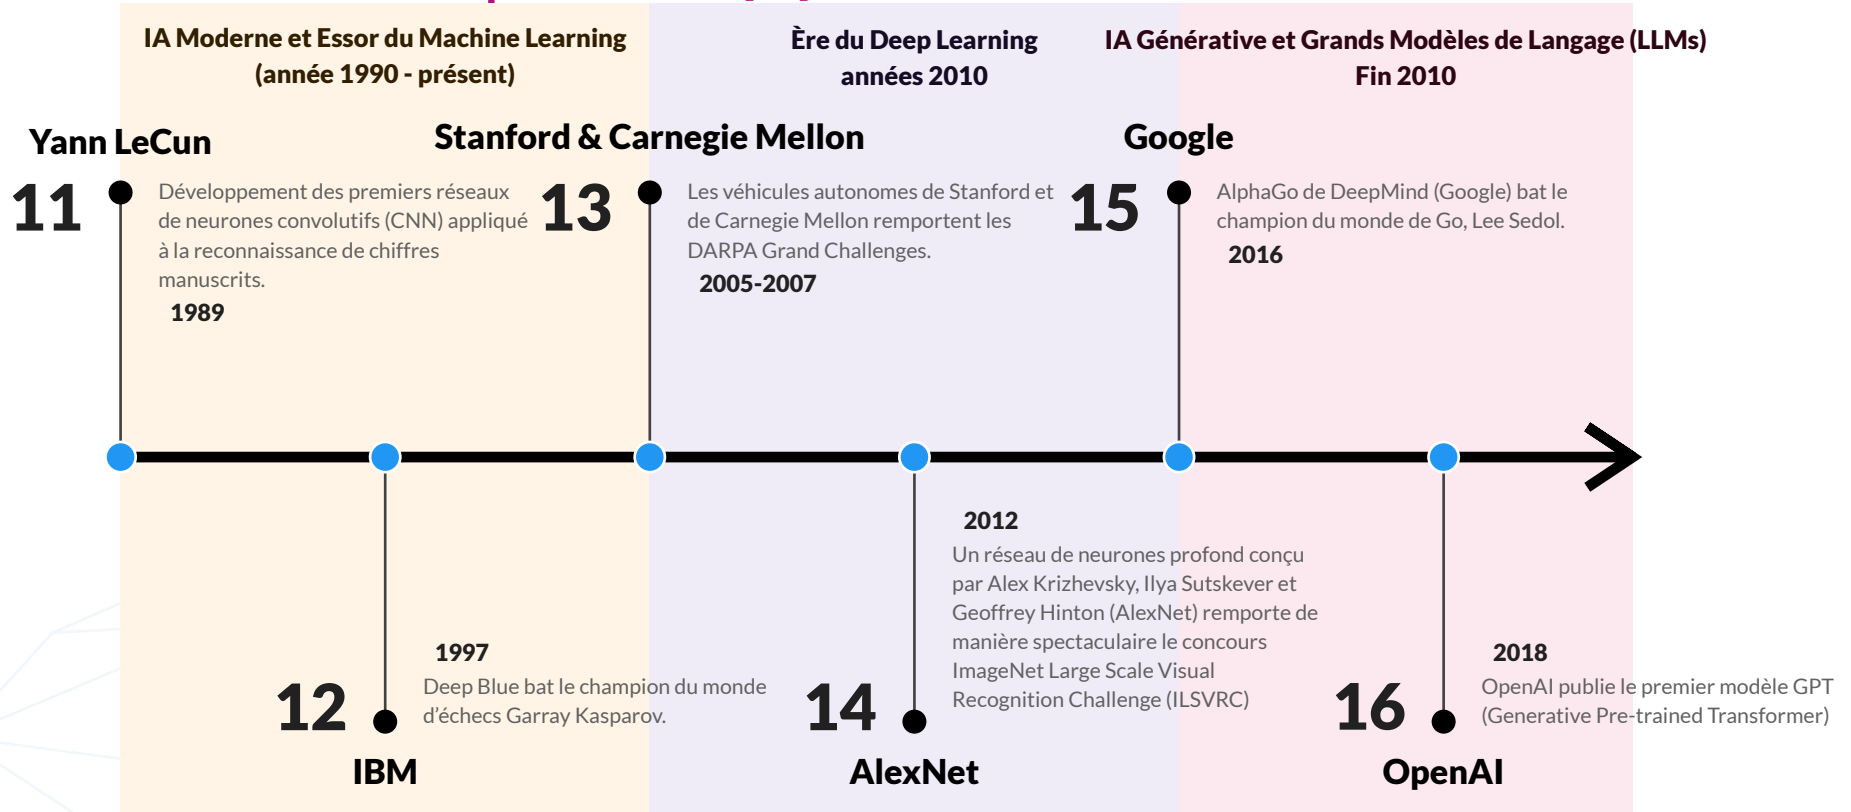 IA Moderne et Essor du Machine Learning
(année 1990 - présent)
Ère du Deep Learning
années 2010
IA Générative et Grands Modèles de Langage (LLMs)
Fin 2010
Yann LeCun
11
Développement des premiers réseaux
de neurones convolutifs (CNN) appliqué
à la reconnaissance de chiffres
manuscrits.
1989
Stanford & Carnegie Mellon
13
Les véhicules autonomes de Stanford et
de Carnegie Mellon remportent les
DARPA Grand Challenges.
2005-2007
Google
15
AlphaGo de DeepMind (Google) bat le
champion du monde de Go, Lee Sedol.
2016
1997
12
Deep Blue bat le champion du monde
d’échecs Garray Kasparov.
IBM
2012
14
Un réseau de neurones profond conçu
par Alex Krizhevsky, Ilya Sutskever et
Geoffrey Hinton (AlexNet) remporte de
manière spectaculaire le concours
ImageNet Large Scale Visual
Recognition Challenge (ILSVRC)
AlexNet
2018
16
OpenAI publie le premier modèle GPT
(Generative Pre-trained Transformer)
OpenAI